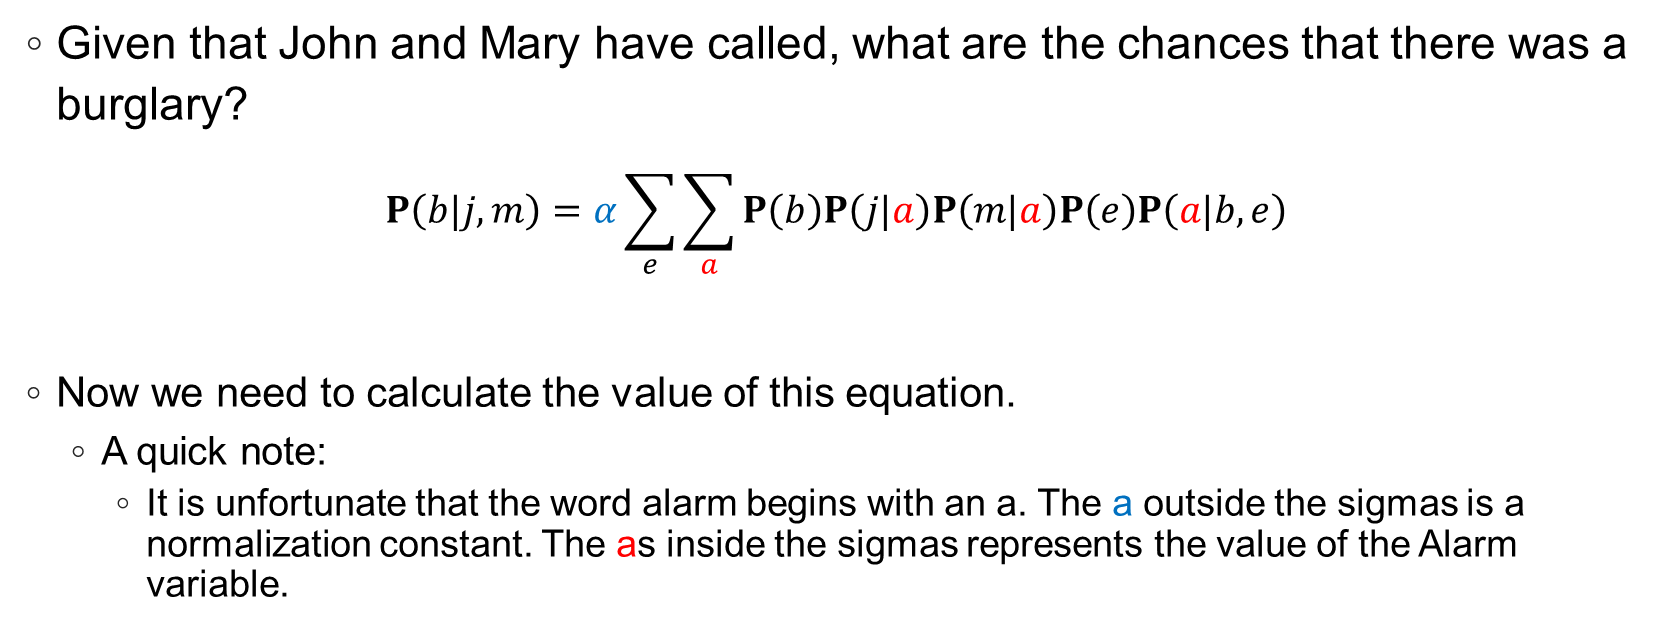 ◦ Given that John and Mary have called, what are the chances that there was a
burglary?
𝐏(b|j, m) = α ∑ₑ ∑ₐ 𝐏(b)𝐏(j|a)𝐏(m|a)𝐏(e)𝐏(a|b, e)
◦ Now we need to calculate the value of this equation.
◦ A quick note:
◦ It is unfortunate that the word alarm begins with an a. The a outside the sigmas is a
normalization constant. The as inside the sigmas represents the value of the Alarm
variable.